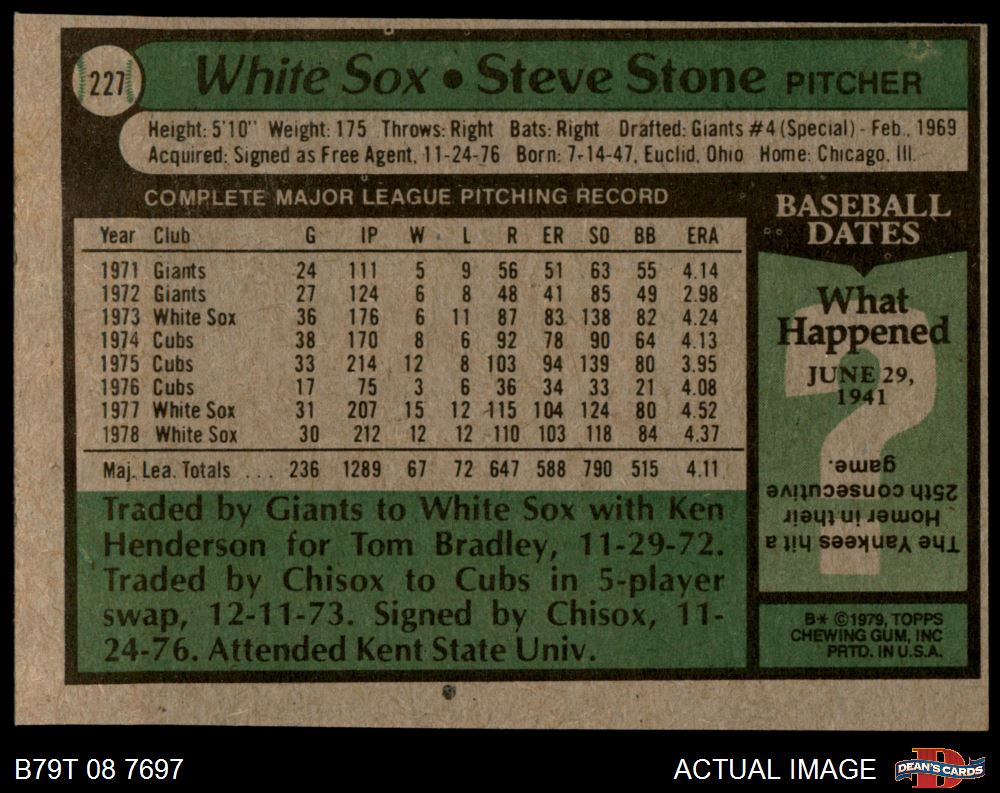 227 White Sox • Steve Stone PITCHER
Height: 5'10" Weight: 175 Throws: Right Bats: Right Drafted: Giants #4 (Special) - Feb., 1969
Acquired: Signed as Free Agent, 11-24-76 Born: 7-14-47, Euclid, Ohio Home: Chicago, Ill.
COMPLETE MAJOR LEAGUE PITCHING RECORD
Year Club G IP W L R ER SO BB ERA
1971 Giants 24 111 5 9 56 51 63 55 4.14
1972 Giants 27 124 6 8 48 41 85 49 2.98
1973 White Sox 36 176 6 11 87 83 138 82 4.24
1974 Cubs 38 170 8 6 92 78 90 64 4.13
1975 Cubs 33 214 12 8 103 94 139 80 3.95
1976 Cubs 17 75 3 6 36 34 33 21 4.08
1977 White Sox 31 207 15 12 115 104 124 80 4.52
1978 White Sox 30 212 12 12 110 103 118 84 4.37
Maj. Lea. Totals ... 236 1289 67 72 647 588 790 515 4.11
Traded by Giants to White Sox with Ken
Henderson for Tom Bradley, 11-29-72.
Traded by Chisox to Cubs in 5-player
swap, 12-11-73. Signed by Chisox, 11-
24-76. Attended Kent State Univ.
BASEBALL
DATES
What
Happened
JUNE 29,
1941
?
The Yankees hit a
Homer in their
25th consecutive
game.
B* ©1979, TOPPS
CHEWING GUM, INC
PRTD. IN U.S.A.
B79T 08 7697
ACTUAL IMAGE
DEAN'S CARDS